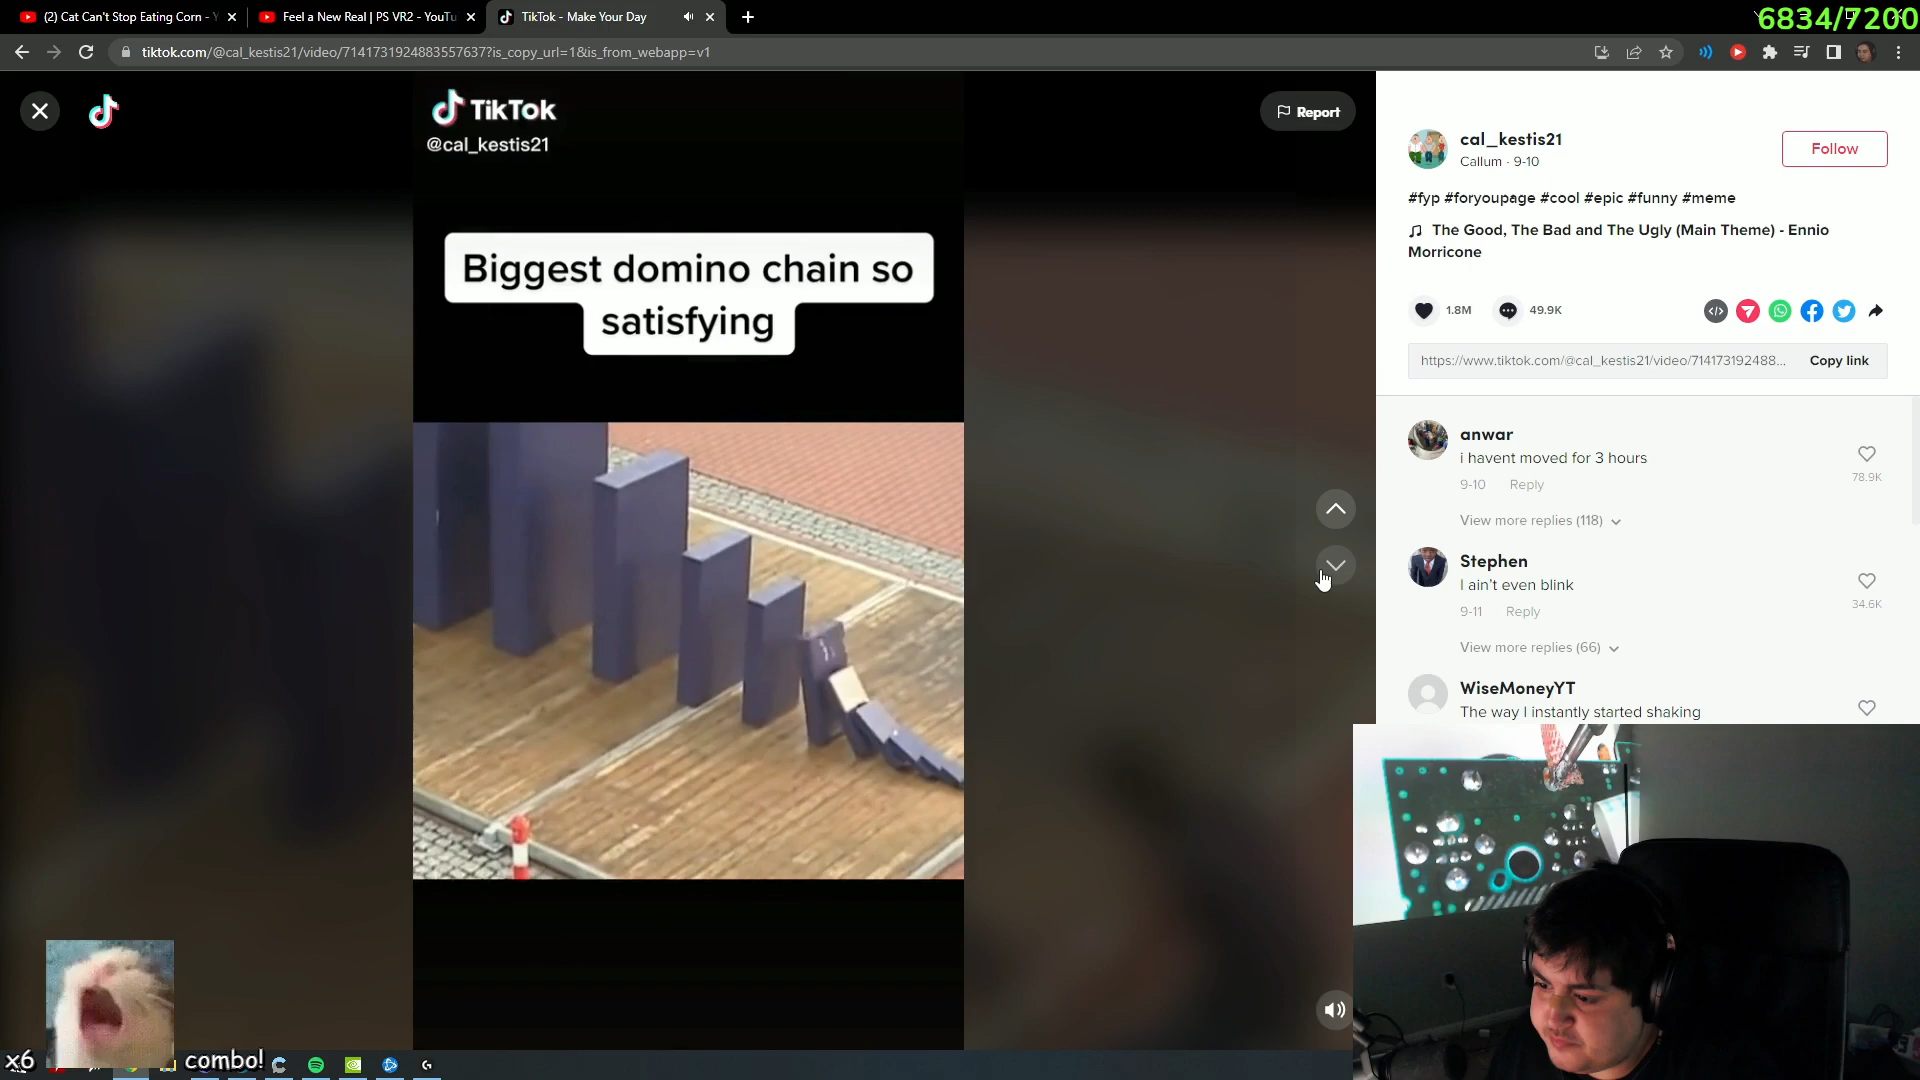 (2) Cat Can't Stop Eating Corn - Y
Feel a New Real | PS VR2 - YouTu
TikTok - Make Your Day
6834/7200
tiktok.com/@cal_kestis21/video/7141731924883557637?is_copy_url=1&is_from_webapp=v1
TikTok
@cal_kestis21
Report
Biggest domino chain so
satisfying
cal_kestis21
Callum · 9-10
Follow
#fyp #foryoupage #cool #epic #funny #meme
The Good, The Bad and The Ugly (Main Theme) - Ennio
Morricone
1.8M
49.9K
https://www.tiktok.com/@cal_kestis21/video/714173192488...
Copy link
anwar
i havent moved for 3 hours
78.9K
9-10 Reply
View more replies (118)
Stephen
I ain't even blink
34.6K
9-11 Reply
View more replies (66)
WiseMoneyYT
The way I instantly started shaking
x6
combo!